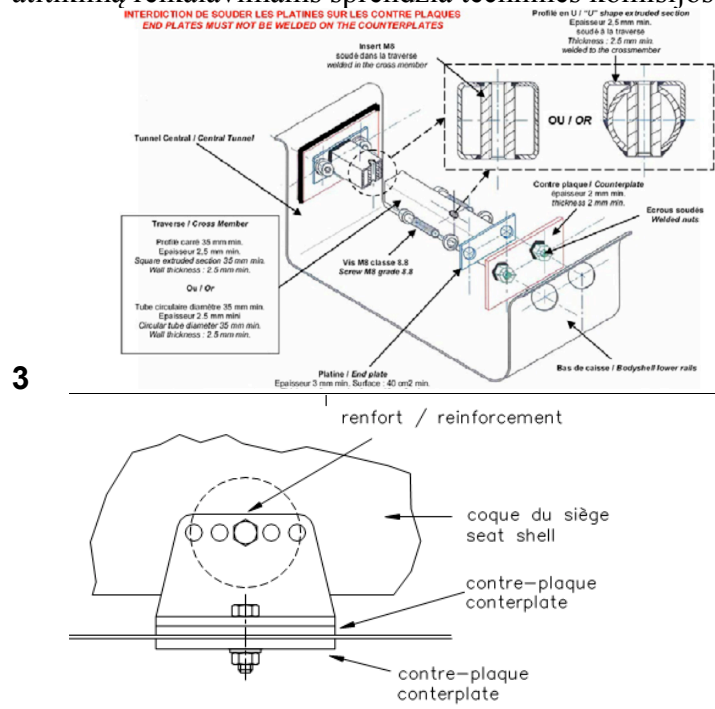 atitikimą reikalavimams sprendžia techninės komisijos
INTERDICTION DE SOUDER LES PLATINES SUR LES CONTRE PLAQUES
END PLATES MUST NOT BE WELDED ON THE COUNTERPLATES
Profilé en U / "U" shape extruded section
Epaisseur 2,5 mm min.
soudé à la traverse
Thickness : 2.5 mm min.
welded to the crossmember
Insert M8
soudé dans la traverse
welded in the cross member
OU / OR
Tunnel Central / Central Tunnel
Contre plaque / Counterplate
épaisseur 2 mm min.
thickness 2 mm min.
Ecrous soudés
Welded nuts
Traverse / Cross Member
Profilé carré 35 mm min.
Epaisseur 2,5 mm min.
Square extruded section 35 mm min.
Wall thickness : 2.5 mm min.
Ou / Or
Tube circulaire diamètre 35 mm min.
Epaisseur 2.5 mm mini
Circular tube diameter 35 mm min.
Wall thickness : 2.5 mm min.
Vis M8 classe 8.8
Screw M8 grade 8.8
Platine / End plate
Epaisseur 3 mm min. Surface : 40 cm2 min.
Bas de caisse / Bodyshell lower rails
3
renfort / reinforcement
coque du siège
seat shell
contre-plaque
conterplate
contre-plaque
conterplate